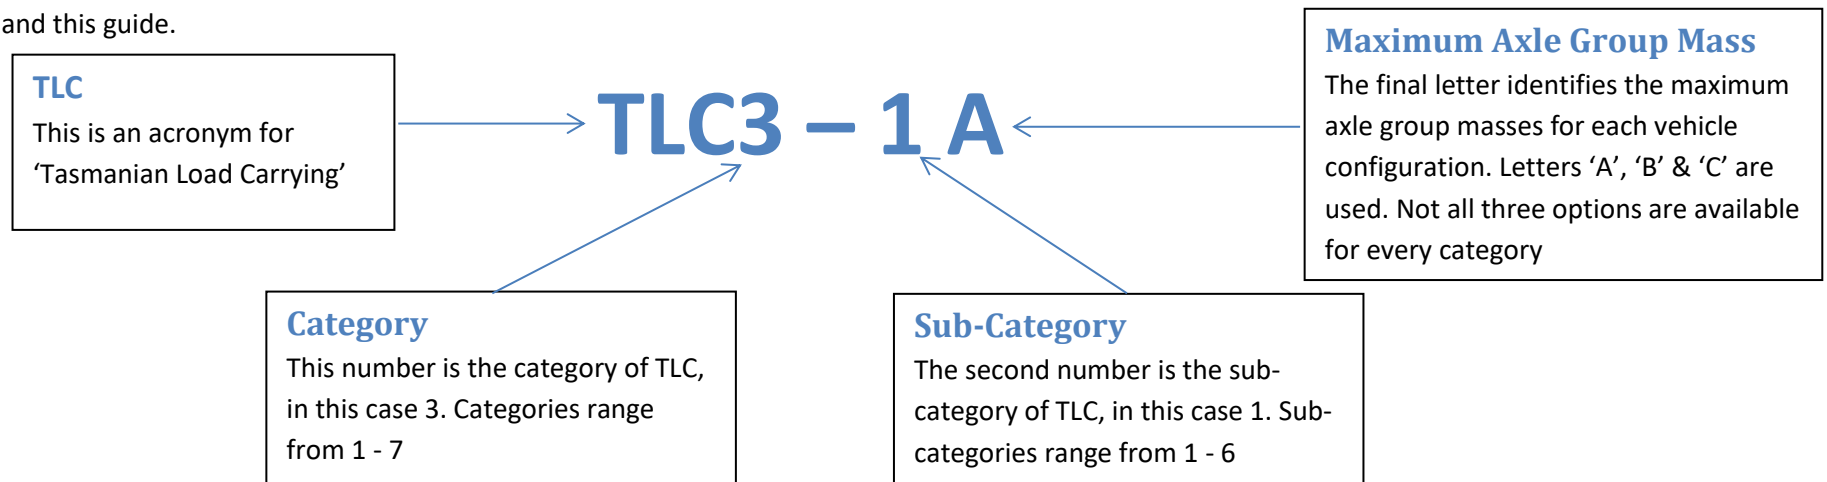 and this guide.
TLC
This is an acronym for
‘Tasmanian Load Carrying’
TLC3 – 1 A
Maximum Axle Group Mass
The final letter identifies the maximum
axle group masses for each vehicle
configuration. Letters ‘A’, ‘B’ & ‘C’ are
used. Not all three options are available
for every category
Category
This number is the category of TLC,
in this case 3. Categories range
from 1 - 7
Sub-Category
The second number is the sub-
category of TLC, in this case 1. Sub-
categories range from 1 - 6